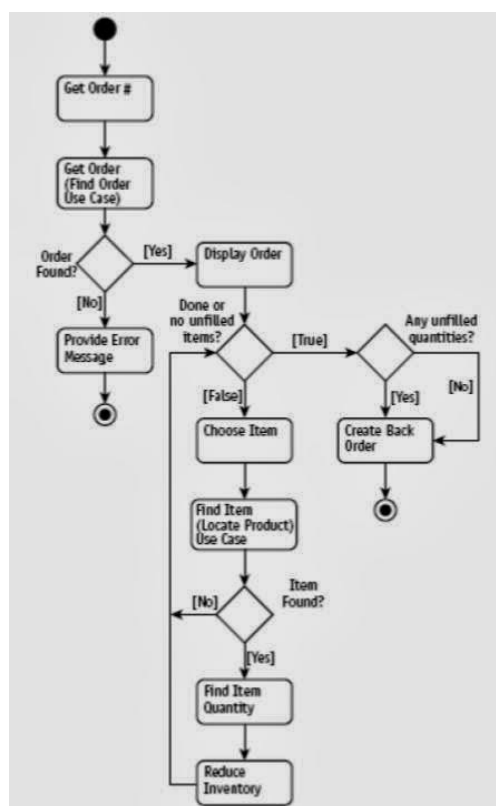 Get Order #
Get Order
(Find Order
Use Case)
Order
Found?
[Yes]
Display Order
[No]
Provide Error
Message
Done or
no unfilled
items?
[True]
Any unfilled
quantities?
[No]
[Yes]
Create Back
Order
[False]
Choose Item
Find Item
(Locate Product)
Use Case
Item
Found?
[No]
[Yes]
Find Item
Quantity
Reduce
Inventory